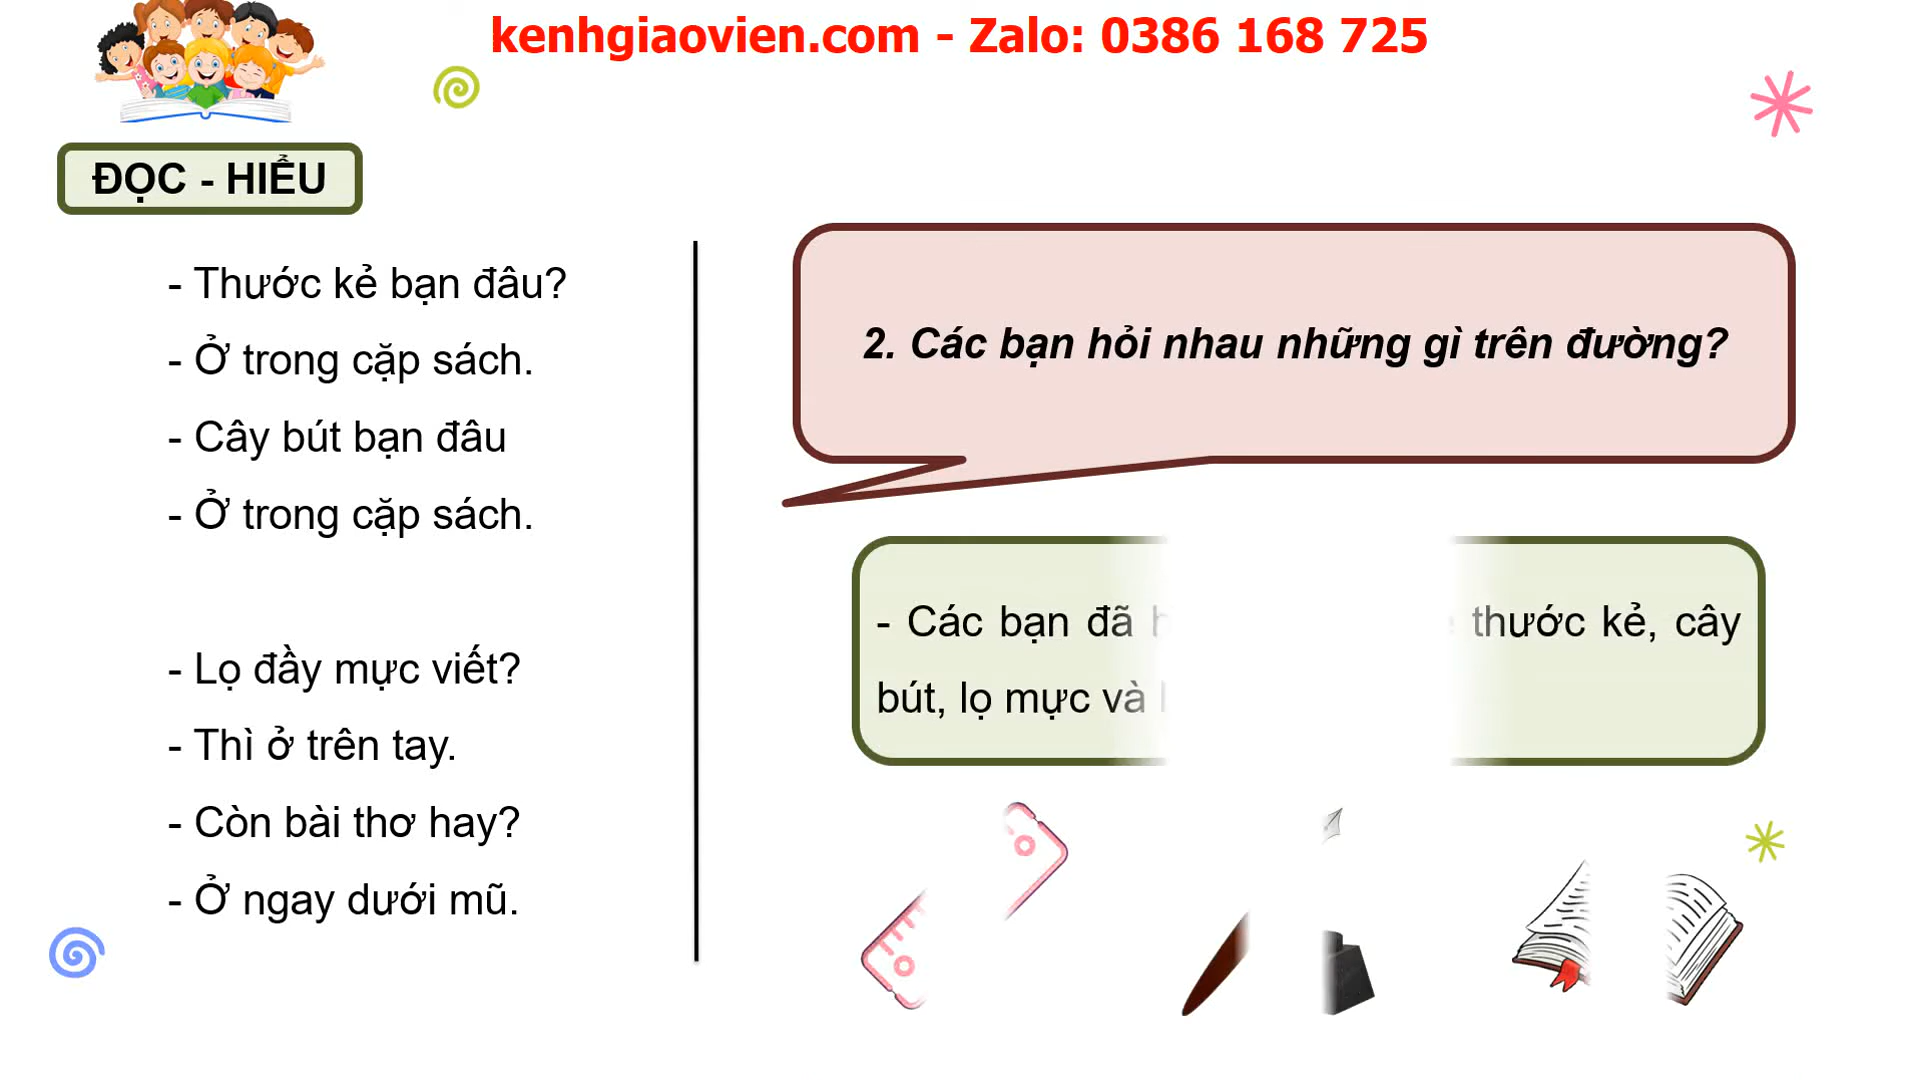 kenhgiaovien.com - Zalo: 0386 168 725
ĐỌC - HIỂU
- Thước kẻ bạn đâu?
- Ở trong cặp sách.
- Cây bút bạn đâu
- Ở trong cặp sách.
- Lọ đầy mực viết?
- Thì ở trên tay.
- Còn bài thơ hay?
- Ở ngay dưới mũ.
2. Các bạn hỏi nhau những gì trên đường?
- Các bạn đã thước kẻ, cây
bút, lọ mực và